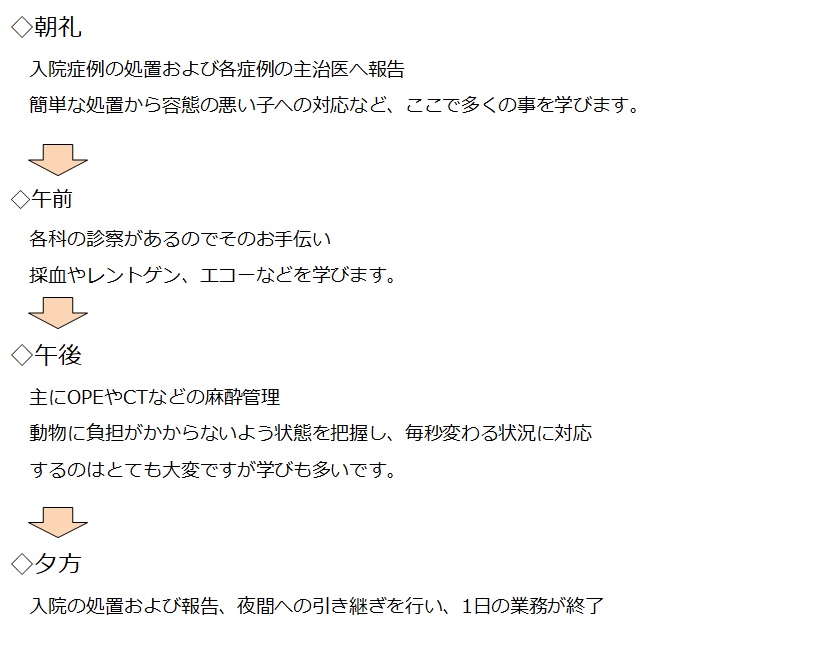 ◇朝礼
入院症例の処置および各症例の主治医へ報告
簡単な処置から容態の悪い子への対応など、ここで多くの事を学びます。
◇午前
各科の診察があるのでそのお手伝い
採血やレントゲン、エコーなどを学びます。
◇午後
主にOPEやCTなどの麻酔管理
動物に負担がかからないよう状態を把握し、毎秒変わる状況に対応
するのはとても大変ですが学びも多いです。
◇夕方
入院の処置および報告、夜間への引き継ぎを行い、1日の業務が終了